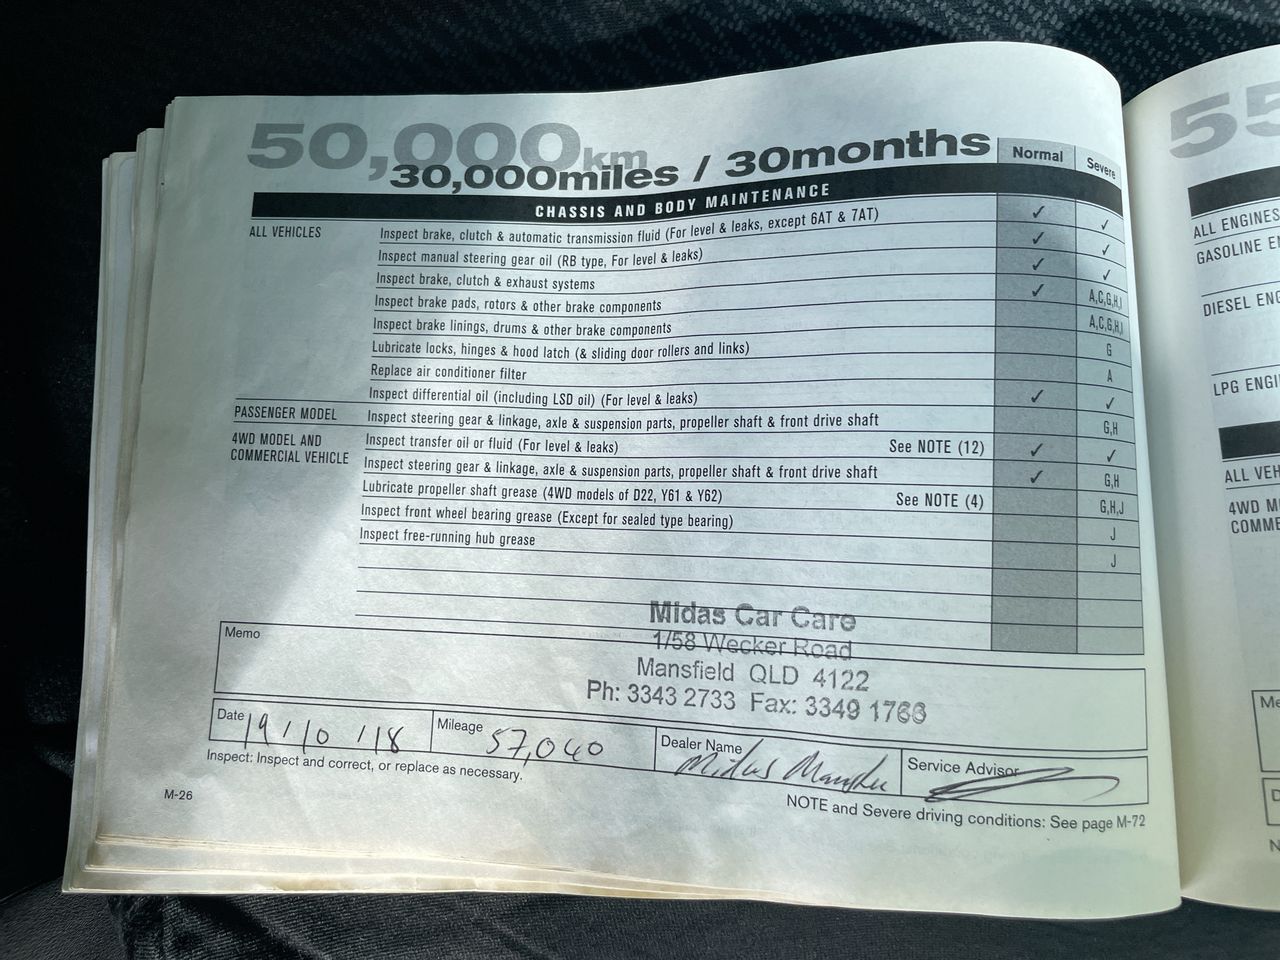 50,000km
30,000miles / 30months
Normal
Severe
CHASSIS AND BODY MAINTENANCE
ALL VEHICLES
Inspect brake, clutch & automatic transmission fluid (For level & leaks, except 6AT & 7AT) ✓ ✓
Inspect manual steering gear oil (RB type, For level & leaks) ✓ ✓
Inspect brake, clutch & exhaust systems ✓ ✓
Inspect brake pads, rotors & other brake components ✓ A,C,G,H,I
Inspect brake linings, drums & other brake components A,C,G,H,I
Lubricate locks, hinges & hood latch (& sliding door rollers and links) G
Replace air conditioner filter A
Inspect differential oil (including LSD oil) (For level & leaks) ✓ ✓
PASSENGER MODEL
Inspect steering gear & linkage, axle & suspension parts, propeller shaft & front drive shaft G,H
4WD MODEL AND
COMMERCIAL VEHICLE
Inspect transfer oil or fluid (For level & leaks) See NOTE (12) ✓ ✓
Inspect steering gear & linkage, axle & suspension parts, propeller shaft & front drive shaft ✓ G,H
Lubricate propeller shaft grease (4WD models of D22, Y61 & Y62) See NOTE (4) G,H,J
Inspect front wheel bearing grease (Except for sealed type bearing) J
Inspect free-running hub grease J
Midas Car Care
1/58 Wecker Road
Mansfield QLD 4122
Ph: 3343 2733 Fax: 3349 1766
Memo
Date 19/10/18
Mileage 57,040
Dealer Name Midas
Service Advisor
Inspect: Inspect and correct, or replace as necessary.
NOTE and Severe driving conditions: See page M-72
M-26
55
ALL ENGINES
GASOLINE EN
DIESEL ENG
LPG ENGI
ALL VEH
4WD M
COMME
Me
D
N